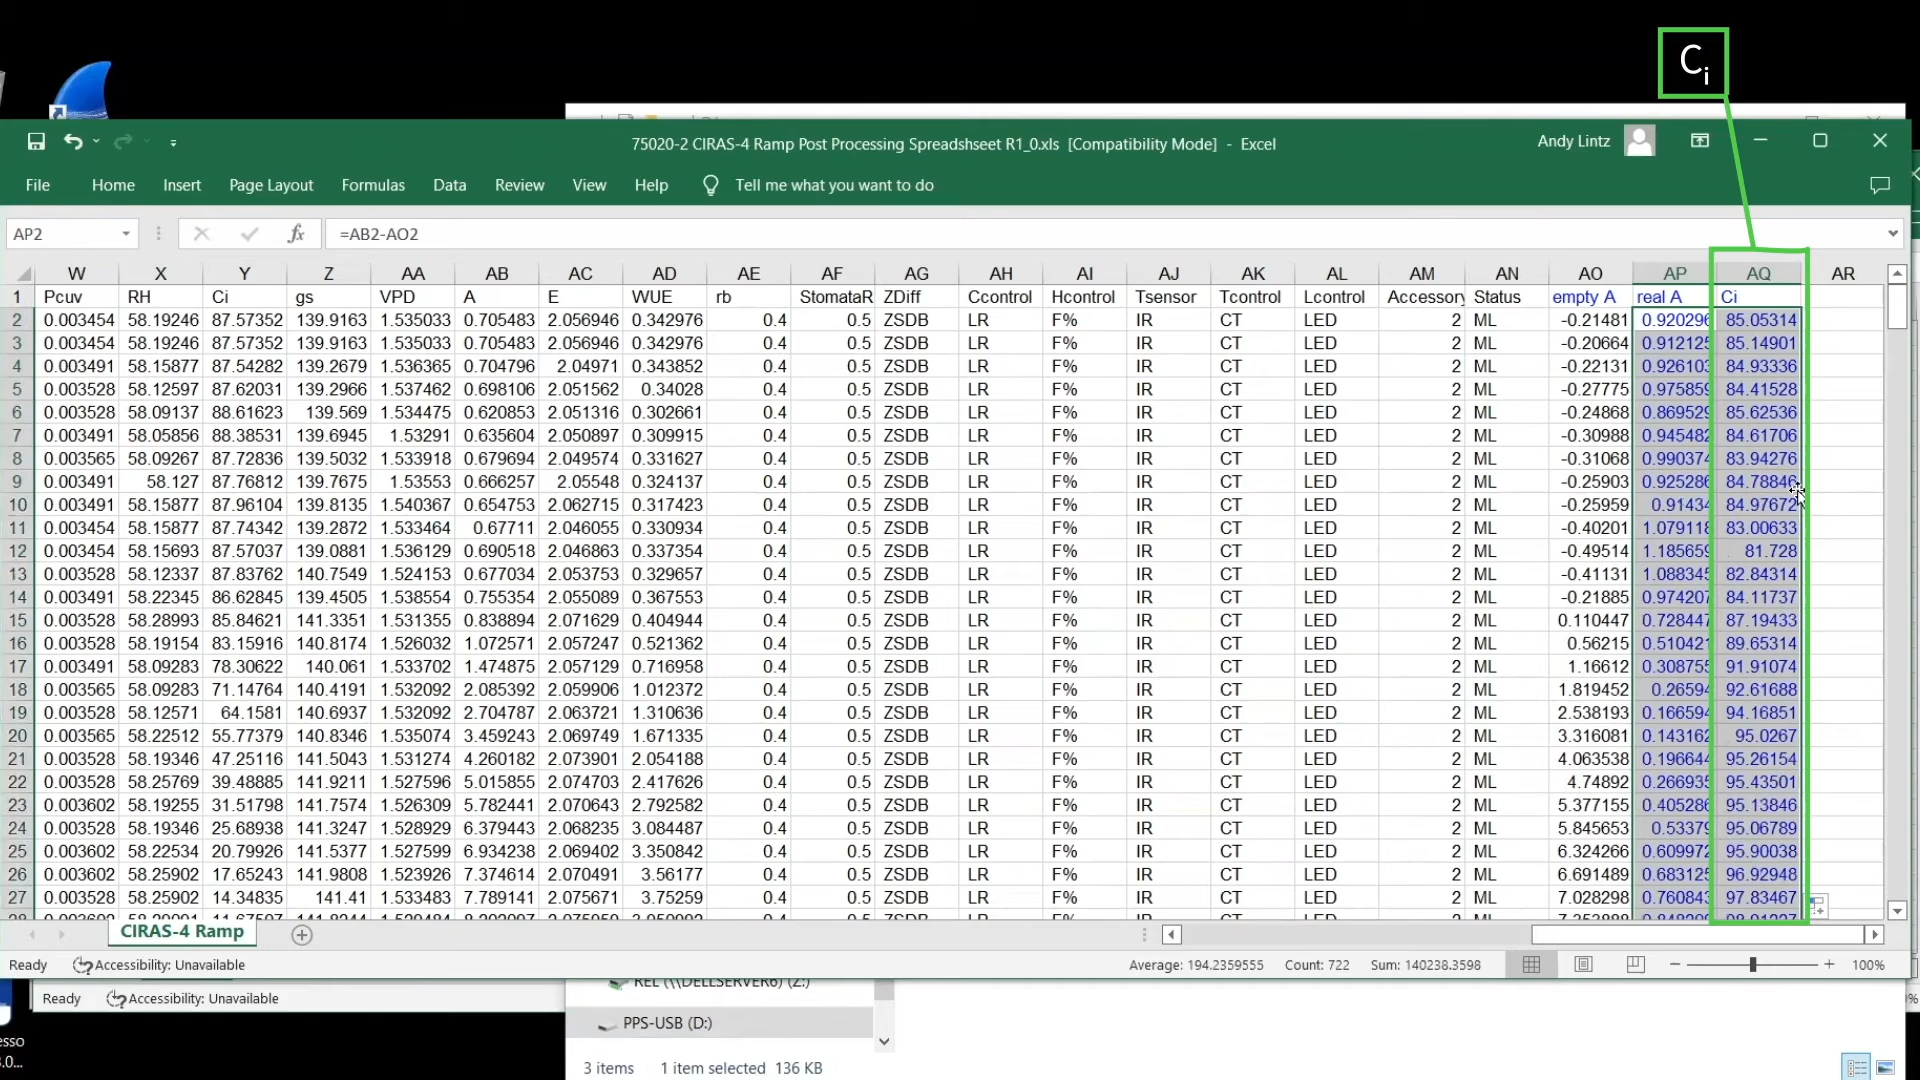 Ci
75020-2 CIRAS-4 Ramp Post Processing Spreadshseet R1_0.xls [Compatibility Mode] - Excel
Andy Lintz
File Home Insert Page Layout Formulas Data Review View Help Tell me what you want to do
AP2 fx =AB2-AO2
W X Y Z AA AB AC AD AE AF AG AH AI AJ AK AL AM AN AO AP AQ AR
1 Pcuv RH Ci gs VPD A E WUE rb StomataR ZDiff Ccontrol Hcontrol Tsensor Tcontrol Lcontrol Accessory Status empty A real A Ci
2 0.003454 58.19246 87.57352 139.9163 1.535033 0.705483 2.056946 0.342976 0.4 0.5 ZSDB LR F% IR CT LED 2 ML -0.21481 0.920296 85.05314
3 0.003454 58.19246 87.57352 139.9163 1.535033 0.705483 2.056946 0.342976 0.4 0.5 ZSDB LR F% IR CT LED 2 ML -0.20664 0.912125 85.14901
4 0.003491 58.15877 87.54282 139.2679 1.536365 0.704796 2.04971 0.343852 0.4 0.5 ZSDB LR F% IR CT LED 2 ML -0.22131 0.926103 84.93336
5 0.003528 58.12597 87.62031 139.2966 1.537462 0.698106 2.051562 0.34028 0.4 0.5 ZSDB LR F% IR CT LED 2 ML -0.27775 0.975859 84.41528
6 0.003528 58.09137 88.61623 139.569 1.534475 0.620853 2.051316 0.302661 0.4 0.5 ZSDB LR F% IR CT LED 2 ML -0.24868 0.869529 85.62536
7 0.003491 58.05856 88.38531 139.6945 1.53291 0.635604 2.050897 0.309915 0.4 0.5 ZSDB LR F% IR CT LED 2 ML -0.30988 0.945482 84.61706
8 0.003565 58.09267 87.72836 139.5032 1.533918 0.679694 2.049574 0.331627 0.4 0.5 ZSDB LR F% IR CT LED 2 ML -0.31068 0.990374 83.94276
9 0.003491 58.127 87.76812 139.7675 1.53553 0.666257 2.05548 0.324137 0.4 0.5 ZSDB LR F% IR CT LED 2 ML -0.25903 0.925286 84.78846
10 0.003491 58.15877 87.96104 139.8135 1.540367 0.654753 2.062715 0.317423 0.4 0.5 ZSDB LR F% IR CT LED 2 ML -0.25959 0.91434 84.97672
11 0.003454 58.15877 87.74342 139.2872 1.533464 0.67711 2.046055 0.330934 0.4 0.5 ZSDB LR F% IR CT LED 2 ML -0.40201 1.079118 83.00633
12 0.003454 58.15693 87.57037 139.0881 1.536129 0.690518 2.046863 0.337354 0.4 0.5 ZSDB LR F% IR CT LED 2 ML -0.49514 1.185659 81.728
13 0.003528 58.12337 87.83762 140.7549 1.524153 0.677034 2.053753 0.329657 0.4 0.5 ZSDB LR F% IR CT LED 2 ML -0.41131 1.088345 82.84314
14 0.003491 58.22345 86.62845 139.4505 1.538554 0.755354 2.055089 0.367553 0.4 0.5 ZSDB LR F% IR CT LED 2 ML -0.21885 0.974207 84.11737
15 0.003528 58.28993 85.84621 141.3351 1.531355 0.838894 2.071629 0.404944 0.4 0.5 ZSDB LR F% IR CT LED 2 ML 0.110447 0.728447 87.19433
16 0.003528 58.19154 83.15916 140.8174 1.526032 1.072571 2.057247 0.521362 0.4 0.5 ZSDB LR F% IR CT LED 2 ML 0.56215 0.510421 89.65314
17 0.003491 58.09283 78.30622 140.061 1.533702 1.474875 2.057129 0.716958 0.4 0.5 ZSDB LR F% IR CT LED 2 ML 1.16612 0.308755 91.91074
18 0.003565 58.09283 71.14764 140.4191 1.532092 2.085392 2.059906 1.012372 0.4 0.5 ZSDB LR F% IR CT LED 2 ML 1.819452 0.26594 92.61688
19 0.003528 58.12571 64.1581 140.6937 1.532092 2.704787 2.063721 1.310636 0.4 0.5 ZSDB LR F% IR CT LED 2 ML 2.538193 0.166594 94.16851
20 0.003565 58.22512 55.77379 140.8346 1.535074 3.459243 2.069749 1.671335 0.4 0.5 ZSDB LR F% IR CT LED 2 ML 3.316081 0.143162 95.0267
21 0.003528 58.19346 47.25116 141.5043 1.531274 4.260182 2.073901 2.054188 0.4 0.5 ZSDB LR F% IR CT LED 2 ML 4.063538 0.196644 95.26154
22 0.003528 58.25769 39.48885 141.9211 1.527596 5.015855 2.074703 2.417626 0.4 0.5 ZSDB LR F% IR CT LED 2 ML 4.74892 0.266935 95.43501
23 0.003602 58.19255 31.51798 141.7574 1.526309 5.782441 2.070643 2.792582 0.4 0.5 ZSDB LR F% IR CT LED 2 ML 5.377155 0.405286 95.13846
24 0.003528 58.19346 25.68938 141.3247 1.528929 6.379443 2.068235 3.084487 0.4 0.5 ZSDB LR F% IR CT LED 2 ML 5.845653 0.53379 95.06789
25 0.003602 58.22534 20.79926 141.5377 1.527599 6.934238 2.069402 3.350842 0.4 0.5 ZSDB LR F% IR CT LED 2 ML 6.324266 0.609972 95.90038
26 0.003602 58.25902 17.65243 141.9808 1.523926 7.374614 2.070491 3.56177 0.4 0.5 ZSDB LR F% IR CT LED 2 ML 6.691489 0.683125 96.92948
27 0.003528 58.25902 14.34835 141.41 1.533483 7.789141 2.075671 3.75259 0.4 0.5 ZSDB LR F% IR CT LED 2 ML 7.028298 0.760843 97.83467
CIRAS-4 Ramp
Ready Accessibility: Unavailable Average: 194.2359555 Count: 722 Sum: 140238.3598 100%
Ready Accessibility: Unavailable
REL (\\DELLSERVER6) (Z:)
PPS-USB (D:)
3 items 1 item selected 136 KB